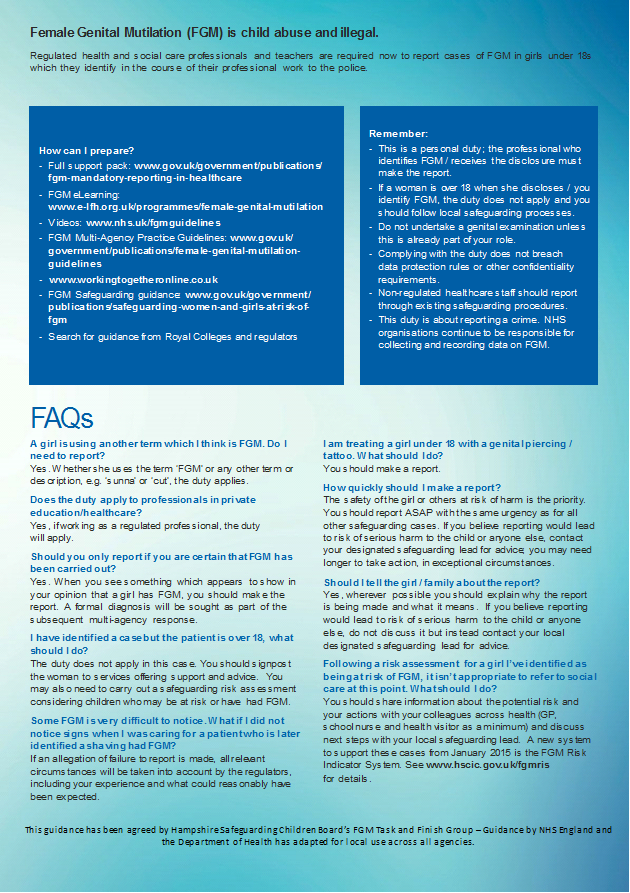 Female Genital Mutilation (FGM) is child abuse and illegal.
Regulated health and social care professionals and teachers are required now to report cases of FGM in girls under 18s
which they identify in the course of their professional work to the police.
How can I prepare?
- Full support pack: www.gov.uk/government/publications/
fgm-mandatory-reporting-in-healthcare
- FGM eLearning:
www.e-lfh.org.uk/programmes/female-genital-mutilation
- Videos: www.nhs.uk/fgmguidelines
- FGM Multi-Agency Practice Guidelines: www.gov.uk/
government/publications/female-genital-mutilation-
guidelines
- www.workingtogetheronline.co.uk
- FGM Safeguarding guidance www.gov.uk/government/
publications/safeguarding-women-and-girls-at-risk-of-
fgm
- Search for guidance from Royal Colleges and regulators
Remember:
- This is a personal duty; the professional who
identifies FGM / receives the disclosure must
make the report.
- If a woman is over 18 when she discloses / you
identify FGM, the duty does not apply and you
should follow local safeguarding processes.
- Do not undertake a genital examination unless
this is already part of your role.
- Complying with the duty does not breach
data protection rules or other confidentiality
requirements.
- Non-regulated healthcare staff should report
through existing safeguarding procedures.
- This duty is about reporting a crime. NHS
organisations continue to be responsible for
collecting and recording data on FGM.
FAQs
A girl is using another term which I think is FGM. Do I
need to report?
Yes. Whether she uses the term ‘FGM’ or any other term or
description, e.g. ‘sunna’ or ‘cut’, the duty applies.
Does the duty apply to professionals in private
education/healthcare?
Yes, if working as a regulated professional, the duty
will apply.
Should you only report if you are certain that FGM has
been carried out?
Yes. When you see something which appears to show in
your opinion that a girl has FGM, you should make the
report. A formal diagnosis will be sought as part of the
subsequent multi-agency response.
I have identified a case but the patient is over 18, what
should I do?
The duty does not apply in this case. You should signpost
the woman to services offering support and advice. You
may also need to carry out a safeguarding risk assessment
considering children who may be at risk or have had FGM.
Some FGM is very difficult to notice. What if I did not
notice signs when I was caring for a patient who is later
identified as having had FGM?
If an allegation of failure to report is made, all relevant
circumstances will be taken into account by the regulators,
including your experience and what could reasonably have
been expected.
I am treating a girl under 18 with a genital piercing /
tattoo. What should I do?
You should make a report.
How quickly should I make a report?
The safety of the girl or others at risk of harm is the priority.
You should report ASAP with the same urgency as for all
other safeguarding cases. If you believe reporting would lead
to risk of serious harm to the child or anyone else, contact
your designated safeguarding lead for advice; you may need
longer to take action, in exceptional circumstances.
Should I tell the girl / family about the report?
Yes, wherever possible you should explain why the report
is being made and what it means. If you believe reporting
would lead to risk of serious harm to the child or anyone
else, do not discuss it but instead contact your local
designated safeguarding lead for advice.
Following a risk assessment for a girl I've identified as
being at risk of FGM, it isn't appropriate to refer to social
care at this point. What should I do?
You should share information about the potential risk and
your actions with your colleagues across health (GP,
school nurse and health visitor as a minimum) and discuss
next steps with your local safeguarding lead. A new system
to support these cases from January 2015 is the FGM Risk
Indicator System. See www.hscic.gov.uk/fgmris
for details.
This guidance has been agreed by Hampshire Safeguarding Children Board's FGM Task and Finish Group – Guidance by NHS England and
the Department of Health has adapted for local use across all agencies.